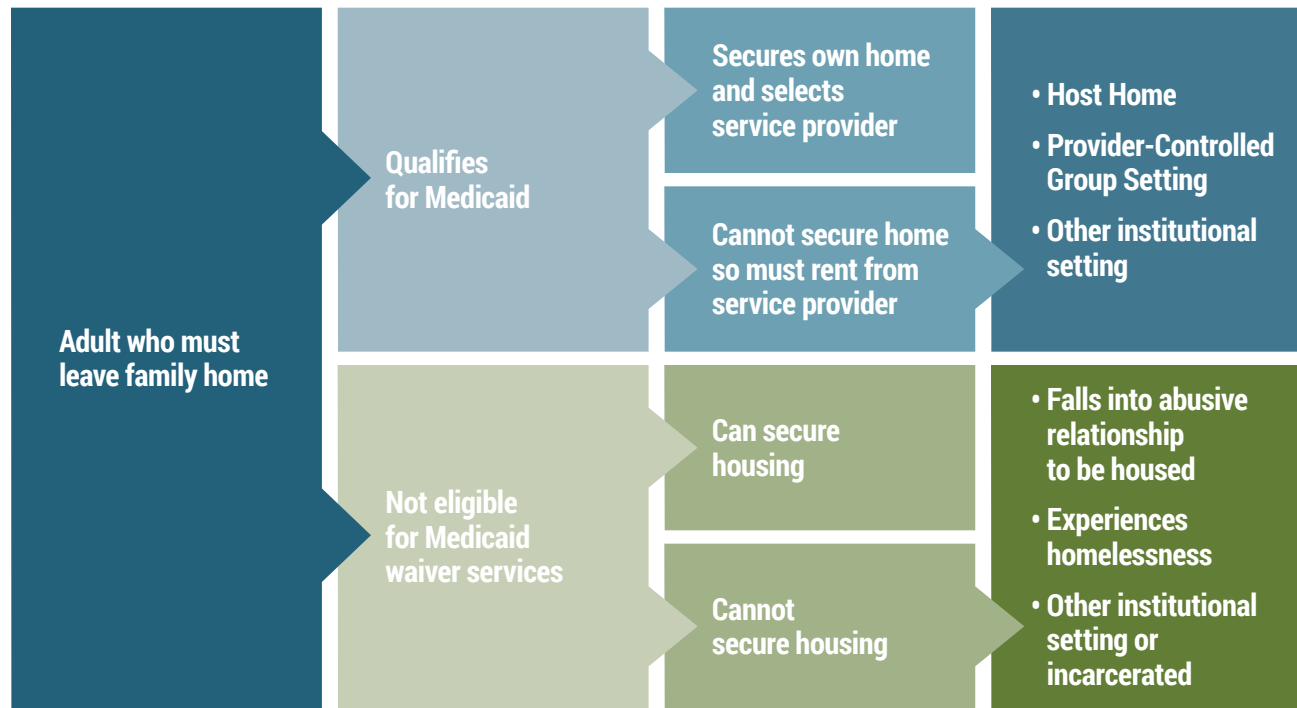 Adult who must
leave family home
Qualifies
for Medicaid
Secures own home
and selects
service provider
Cannot secure home
so must rent from
service provider
• Host Home
• Provider-Controlled
Group Setting
• Other institutional
setting
Not eligible
for Medicaid
waiver services
Can secure
housing
Cannot
secure housing
• Falls into abusive
relationship
to be housed
• Experiences
homelessness
• Other institutional
setting or
incarcerated